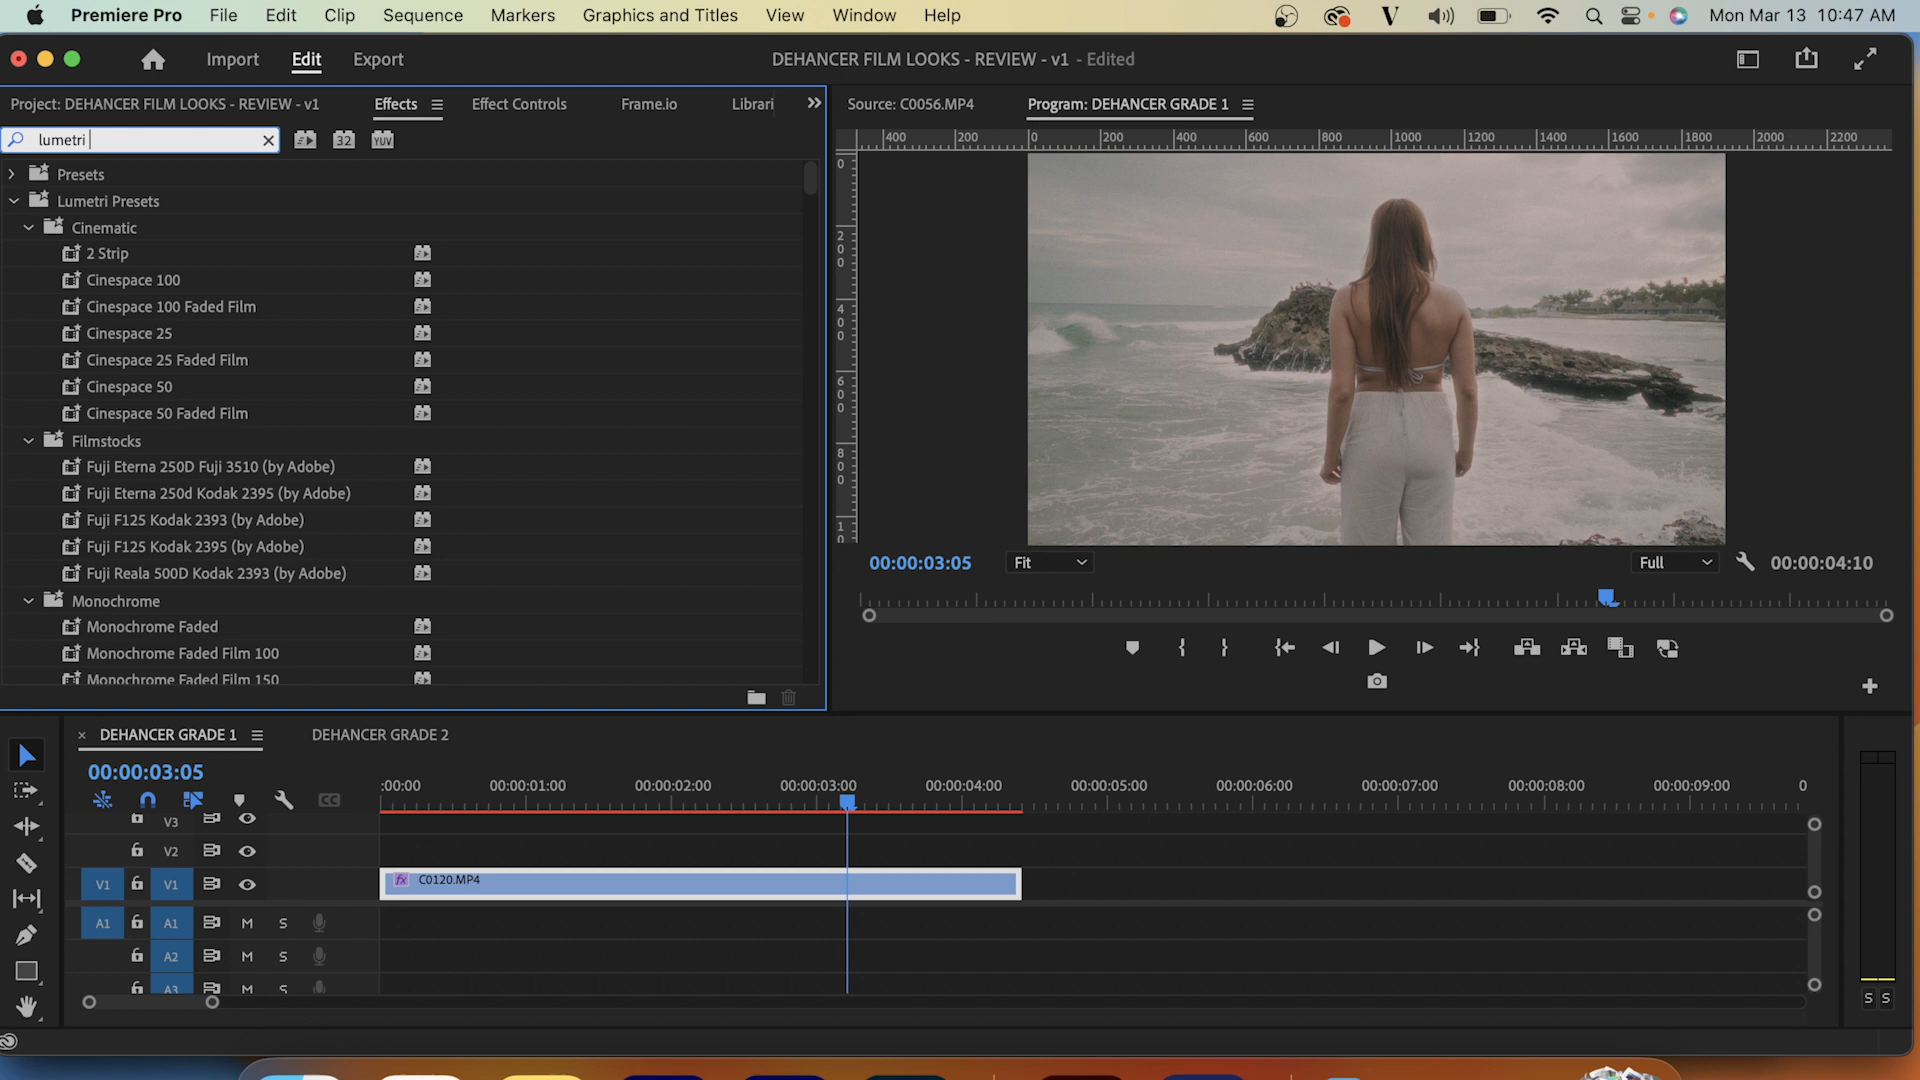 Premiere Pro File Edit Clip Sequence Markers Graphics and Titles View Window Help Mon Mar 13 10:47 AM
Import Edit Export DEHANCER FILM LOOKS - REVIEW - v1 - Edited
Project: DEHANCER FILM LOOKS - REVIEW - v1 Effects Effect Controls Frame.io Librari
Source: C0056.MP4 Program: DEHANCER GRADE 1
lumetri
32 YUV
400 200 0 200 400 600 800 1000 1200 1400 1600 1800 2000 2200
0
200
400
600
800
Presets
Lumetri Presets
Cinematic
2 Strip
Cinespace 100
Cinespace 100 Faded Film
Cinespace 25
Cinespace 25 Faded Film
Cinespace 50
Cinespace 50 Faded Film
Filmstocks
Fuji Eterna 250D Fuji 3510 (by Adobe)
Fuji Eterna 250d Kodak 2395 (by Adobe)
Fuji F125 Kodak 2393 (by Adobe)
Fuji F125 Kodak 2395 (by Adobe)
Fuji Reala 500D Kodak 2393 (by Adobe)
Monochrome
Monochrome Faded
Monochrome Faded Film 100
Monochrome Faded Film 150
00:00:03:05 Fit Full 00:00:04:10
DEHANCER GRADE 1 DEHANCER GRADE 2
00:00:03:05
:00:00 00:00:01:00 00:00:02:00 00:00:03:00 00:00:04:00 00:00:05:00 00:00:06:00 00:00:07:00 00:00:08:00 00:00:09:00 0
CC
V3
V2
V1 V1 fx C0120.MP4
A1 A1 M S
A2 M S
A3 M S
S S